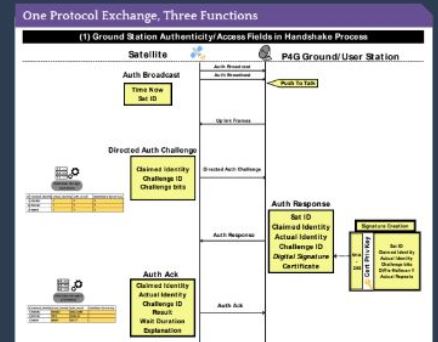 One Protocol Exchange, Three Functions
(1) Ground Station Authenticity/Access Fields in Handshake Process
Satellite
P4G Ground/User Station
Auth Broadcast
Auth Broadcast
Auth Broadcast
Time Now
Sat ID
Push To Talk
Uplink Frames
Directed Auth Challenge
Claimed Identity
Challenge ID
Challenge bits
Directed Auth Challenge
Auth Response
Sat ID
Claimed Identity
Actual Identity
Challenge ID
Digital Signature
Certificate
Auth Response
Signature Creation
Cert Priv Key
Sat ID
Claimed Identity
Actual Identity
Challenge bits
Auth Ack
Claimed Identity
Actual Identity
Challenge ID
Result
Wait Duration
Explanation
Auth Ack